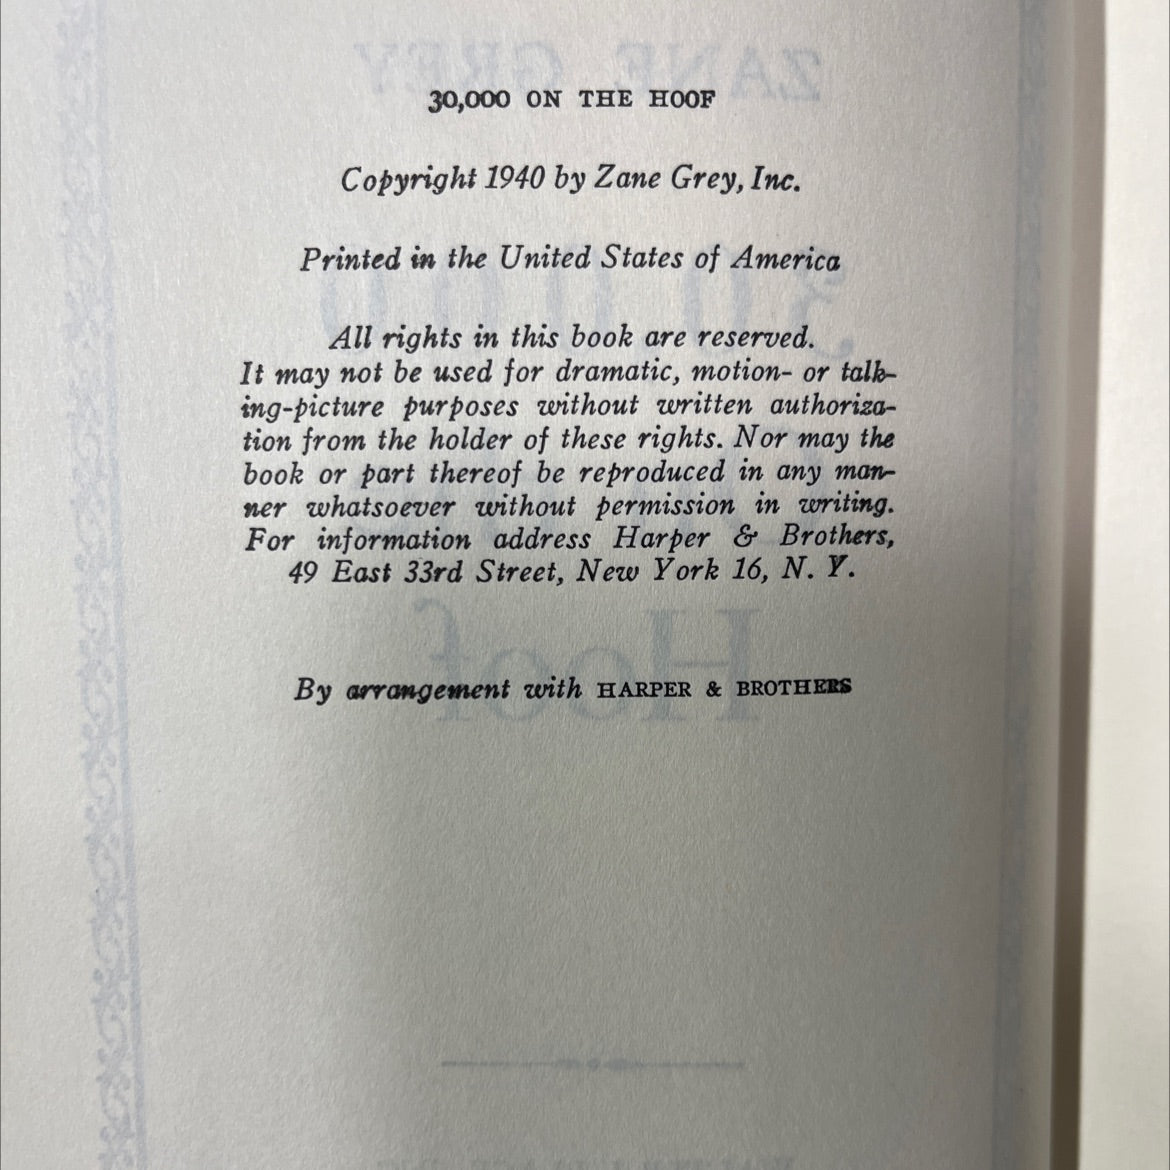 30,000 ON THE HOOF
Copyright 1940 by Zane Grey, Inc.
Printed in the United States of America
All rights in this book are reserved.
It may not be used for dramatic, motion- or talk-
ing-picture purposes without written authoriza-
tion from the holder of these rights. Nor may the
book or part thereof be reproduced in any man-
ner whatsoever without permission in writing.
For information address Harper & Brothers,
49 East 33rd Street, New York 16, N. Y.
By arrangement with HARPER & BROTHERS